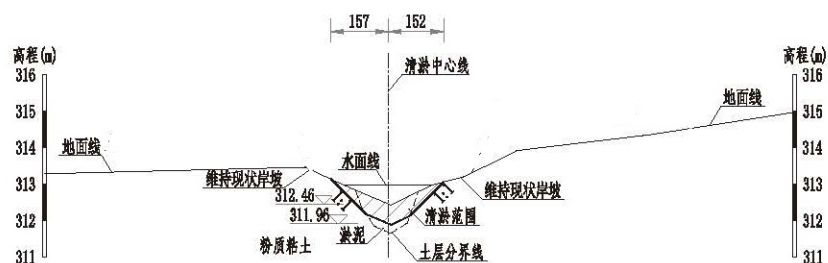 157 152
高程(m) 高程(m)
清淤中心线
316 316
地面线
315 315
地面线
水面线
314 314
维持现状岸坡
维持现状岸坡
313 313
312.46
1:1 1:1
清淤范围
311.96
312 312
淤泥
粉质粘土
土层分界线
311 311